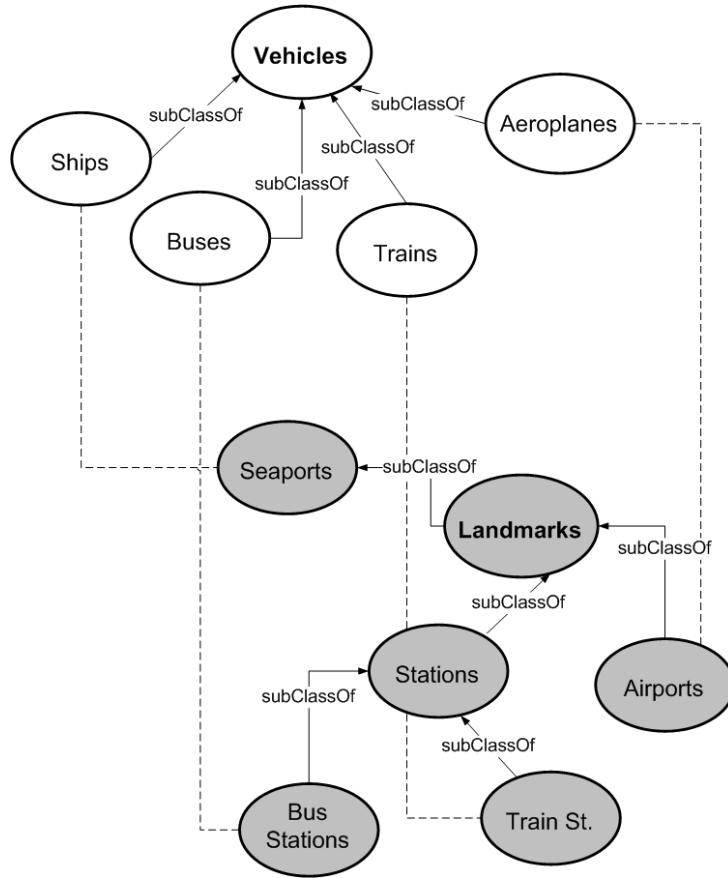 Vehicles
subClassOf
subClassOf
Aeroplanes
subClassOf
Ships
subClassOf
Buses
Trains
Seaports
subClassOf
Landmarks
subClassOf
subClassOf
Stations
Airports
subClassOf
subClassOf
Bus
Stations
Train St.